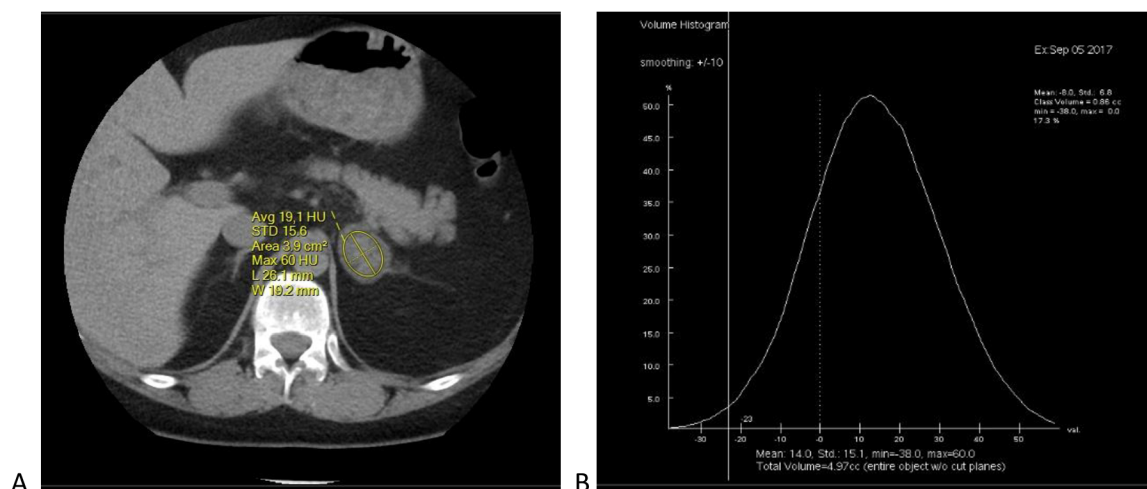 Avg 19,1 HU
STD 15.6
Area 3.9 cm²
Max 60 HU
L 26.1 mm
W 19.2 mm
A
Volume Histogram
smoothing: +/-10
Ex:Sep 05 2017
Mean: -8.0, Std.: 6.8
Class Volume = 0.86 cc
min = -38.0, max = 0.0
17.3 %
%
50.0
45.0
40.0
35.0
30.0
25.0
20.0
15.0
10.0
5.0
-23
-30 -20 -10 -0 10 20 30 40 50 val.
Mean: 14.0, Std.: 15.1, min=-38.0, max=60.0
Total Volume=4.97cc (entire object w/o cut planes)
B